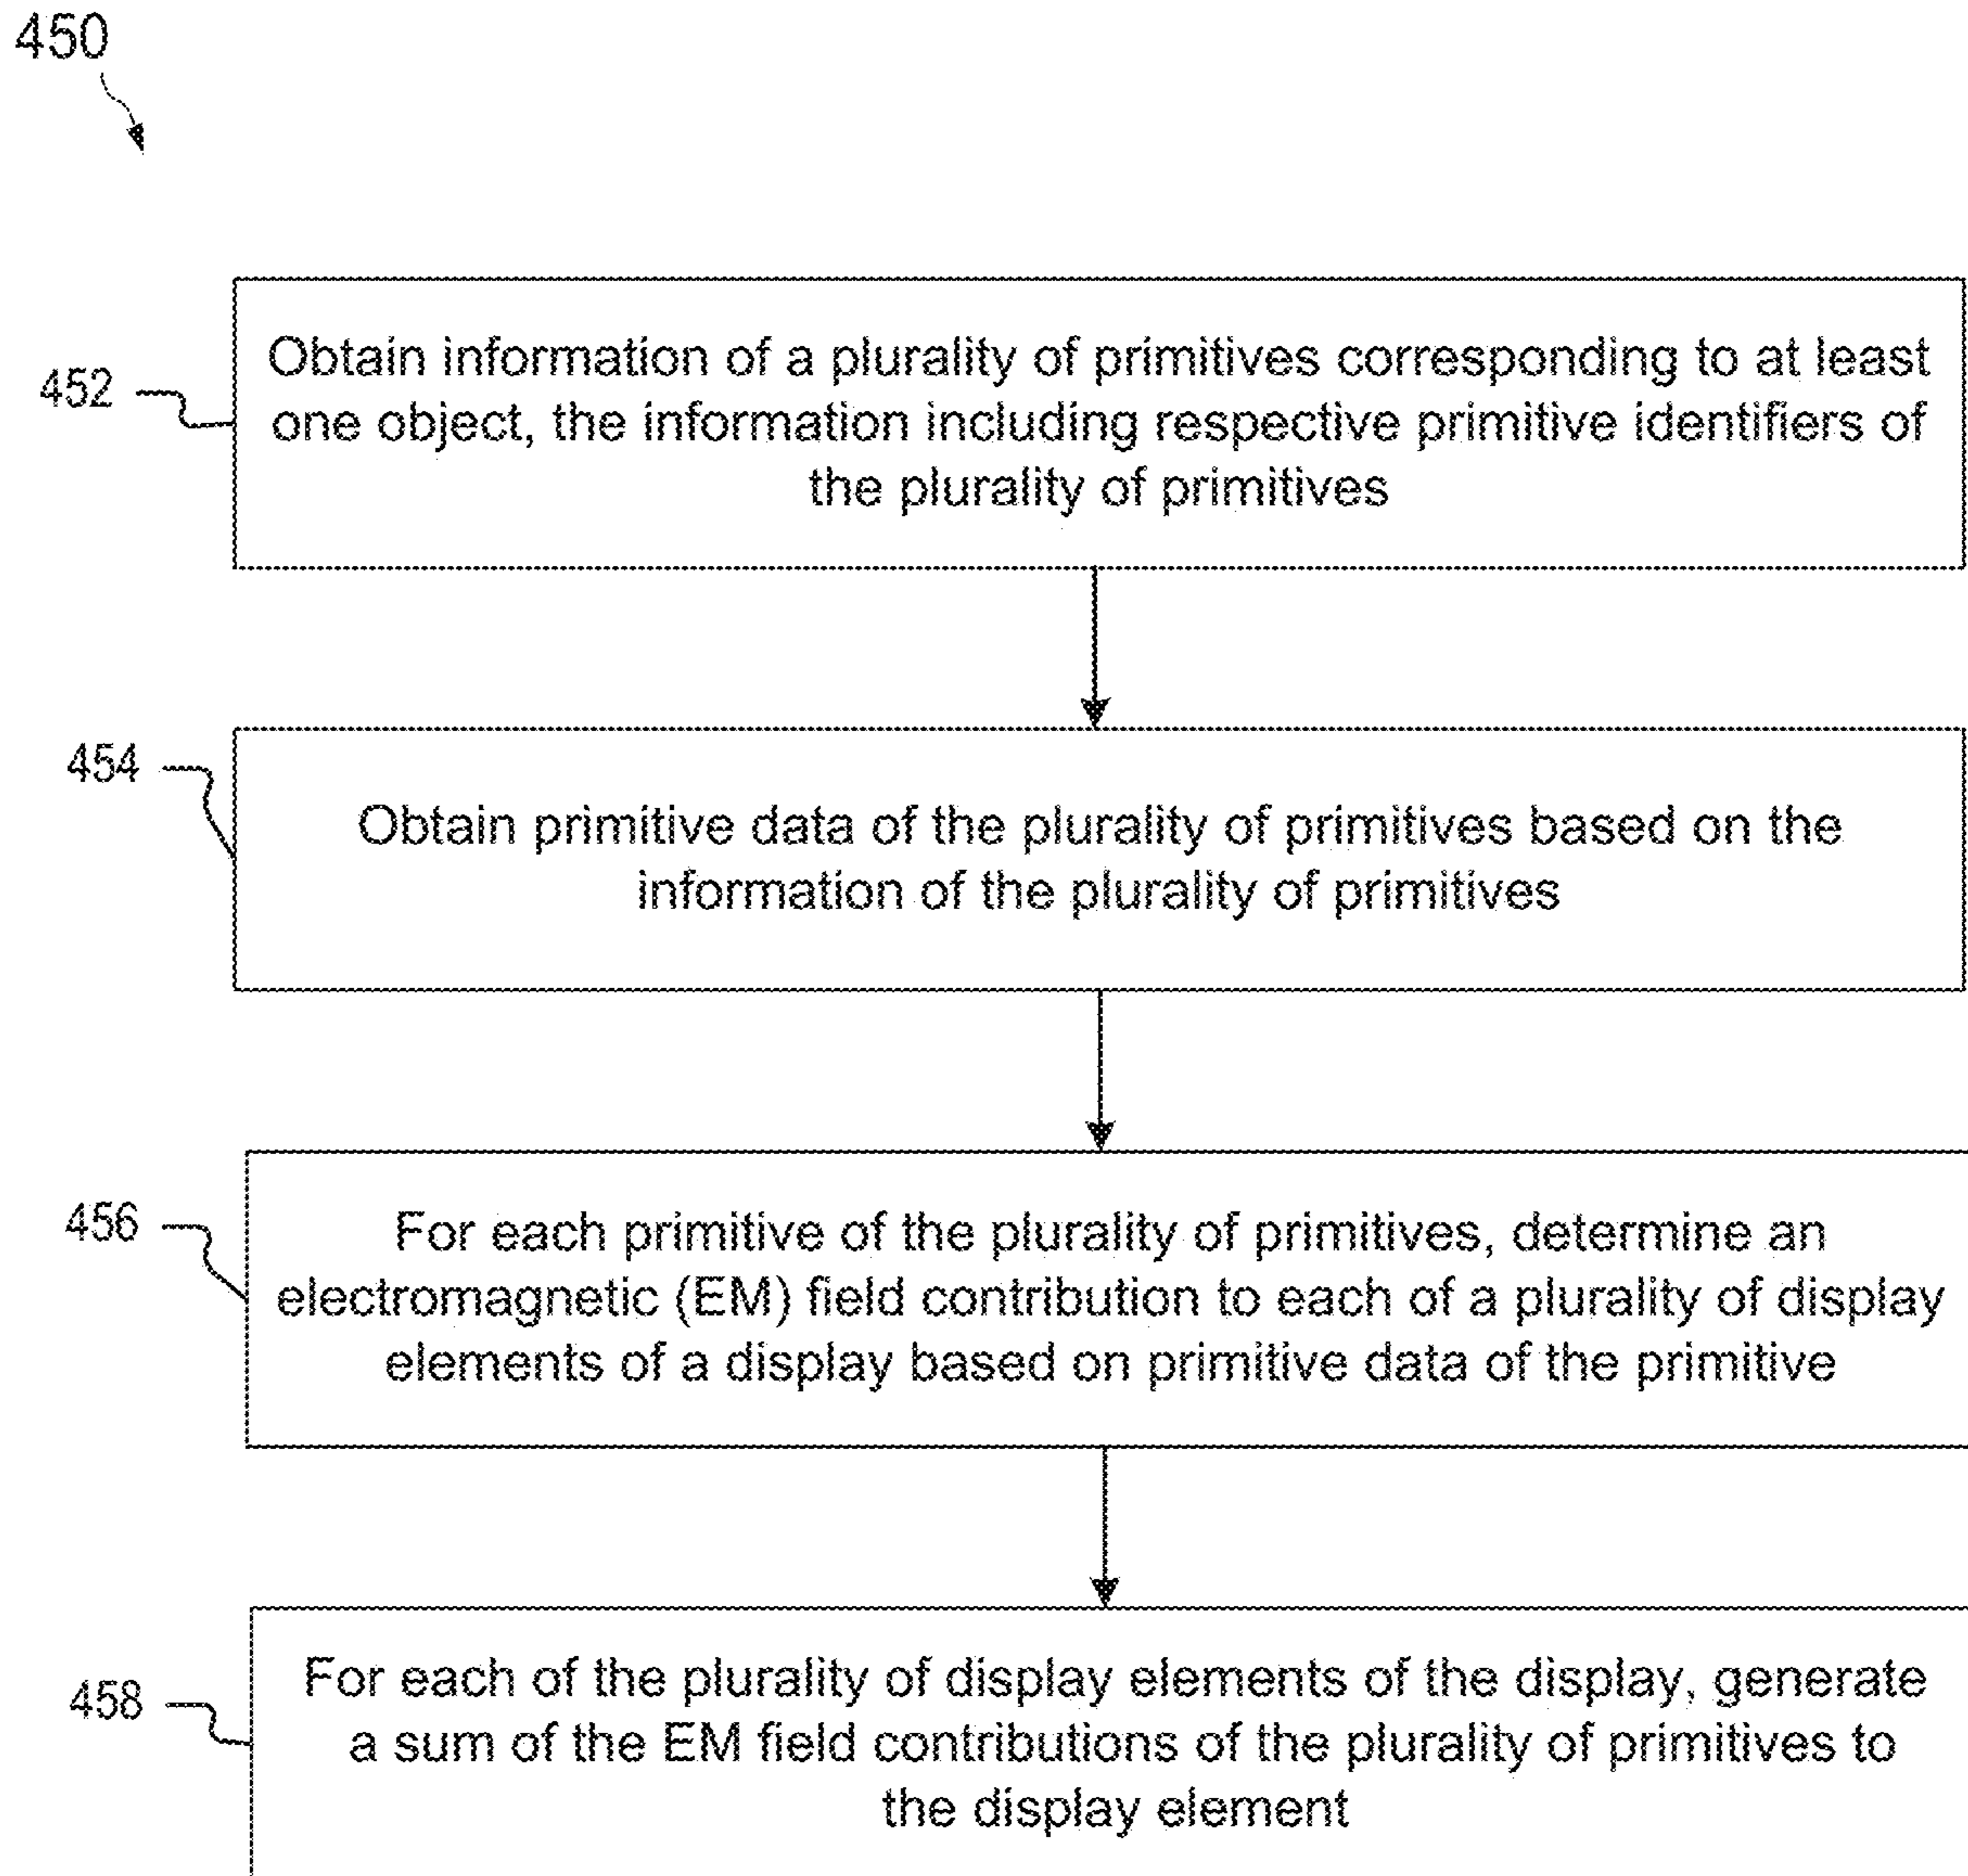 450
452
Obtain information of a plurality of primitives corresponding to at least
one object, the information including respective primitive identifiers of
the plurality of primitives
454
Obtain primitive data of the plurality of primitives based on the
information of the plurality of primitives
456
For each primitive of the plurality of primitives, determine an
electromagnetic (EM) field contribution to each of a plurality of display
elements of a display based on primitive data of the primitive
458
For each of the plurality of display elements of the display, generate
a sum of the EM field contributions of the plurality of primitives to
the display element